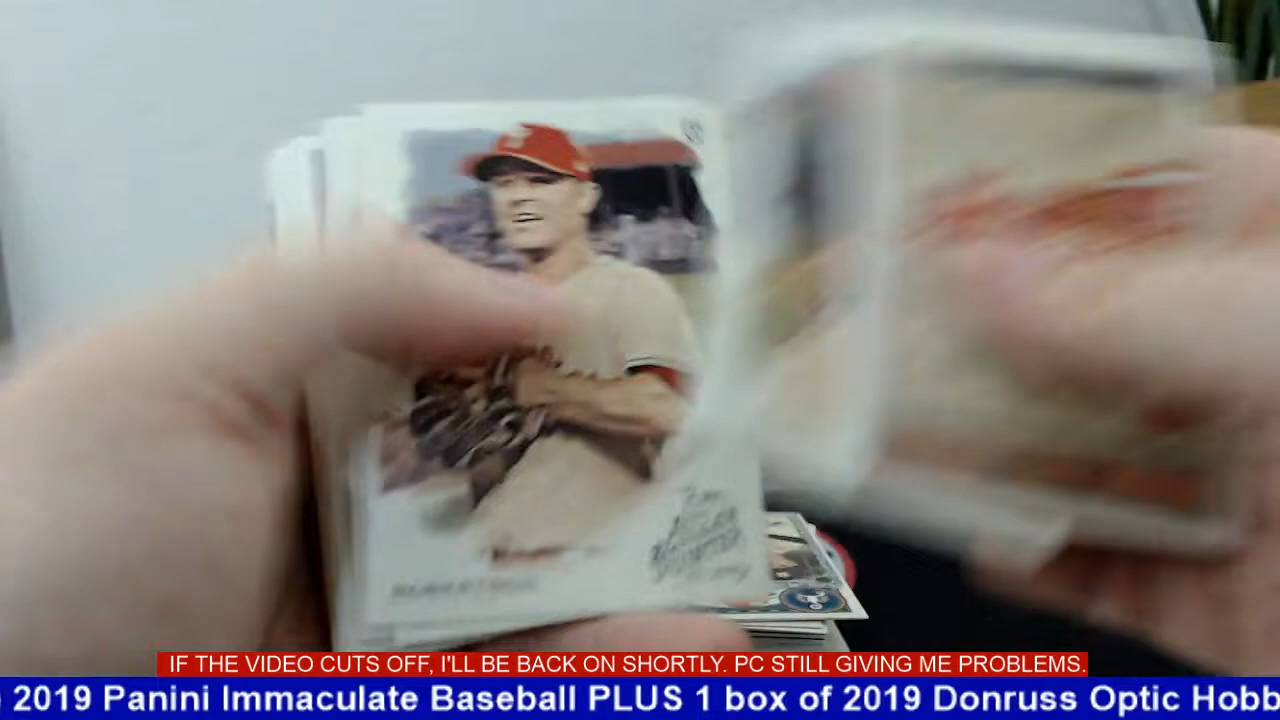 IF THE VIDEO CUTS OFF, I'LL BE BACK ON SHORTLY. PC STILL GIVING ME PROBLEMS.
2019 Panini Immaculate Baseball PLUS 1 box of 2019 Donruss Optic Hobb